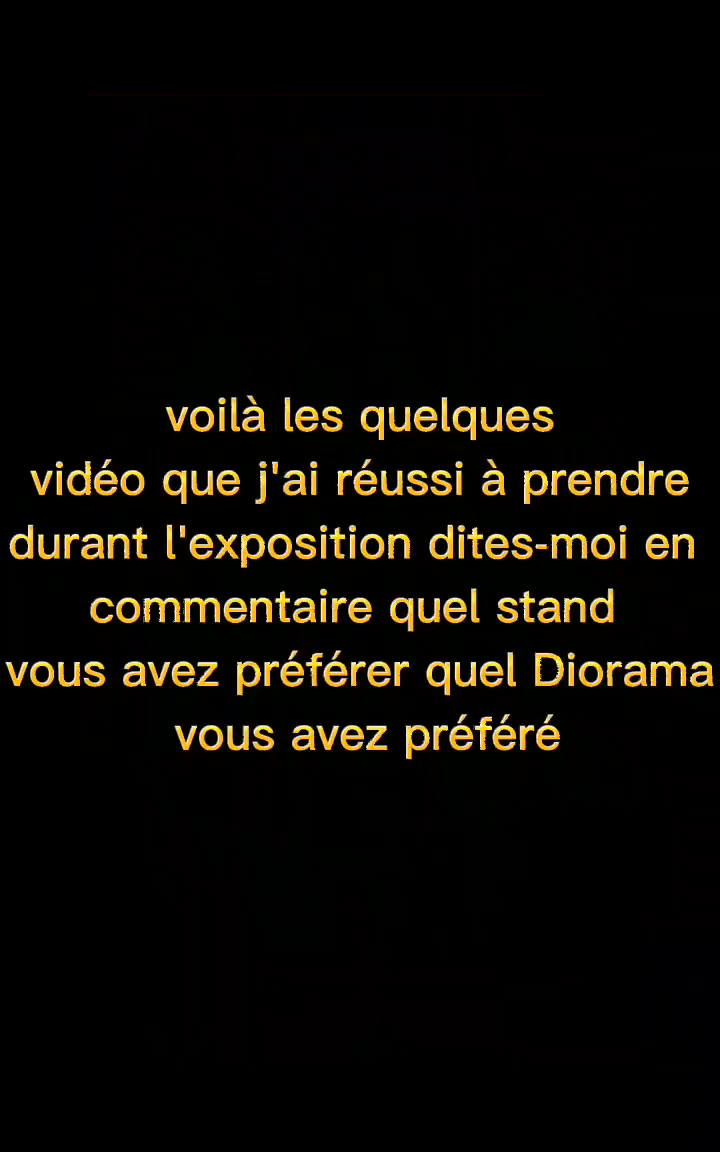 voilà les quelques
vidéo que j'ai réussi à prendre
durant l'exposition dites-moi en
commentaire quel stand
vous avez préférer quel Diorama
vous avez préféré